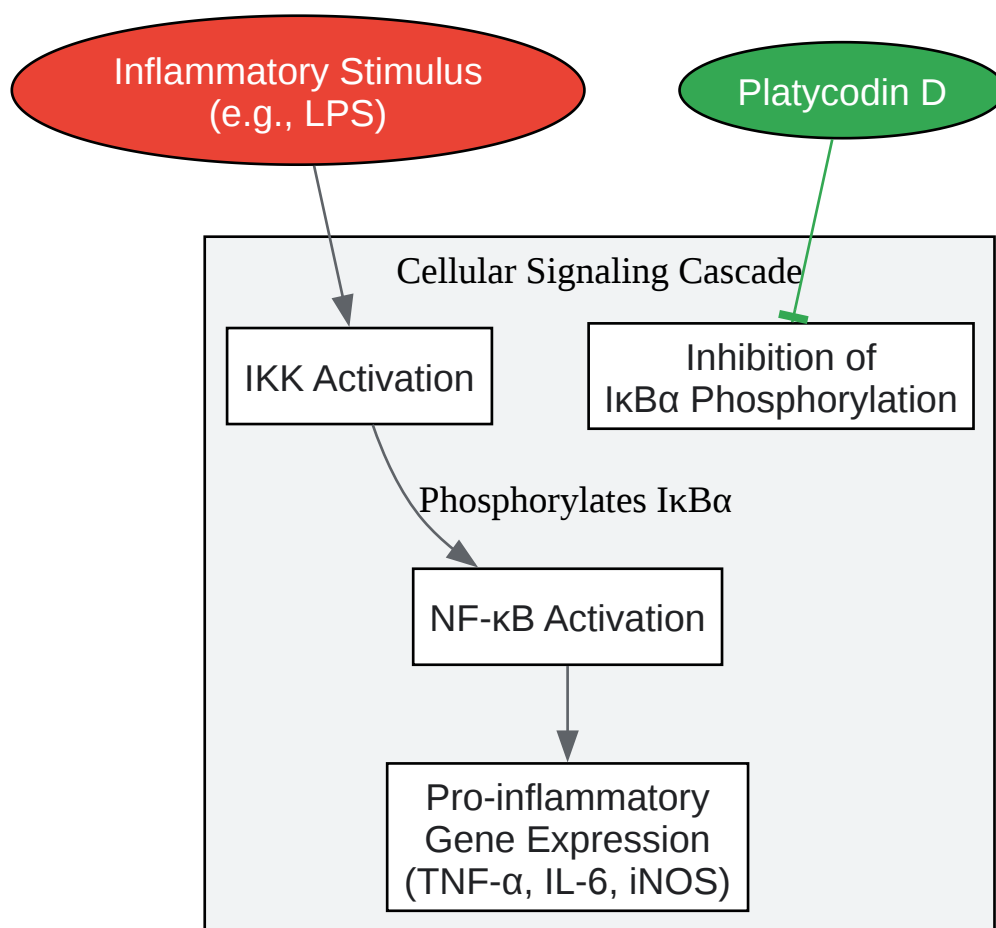 Inflammatory Stimulus
(e.g., LPS)
Platycodin D
Cellular Signaling Cascade
IKK Activation
Inhibition of
IκBα Phosphorylation
Phosphorylates IκBα
NF-κB Activation
Pro-inflammatory
Gene Expression
(TNF-α, IL-6, iNOS)